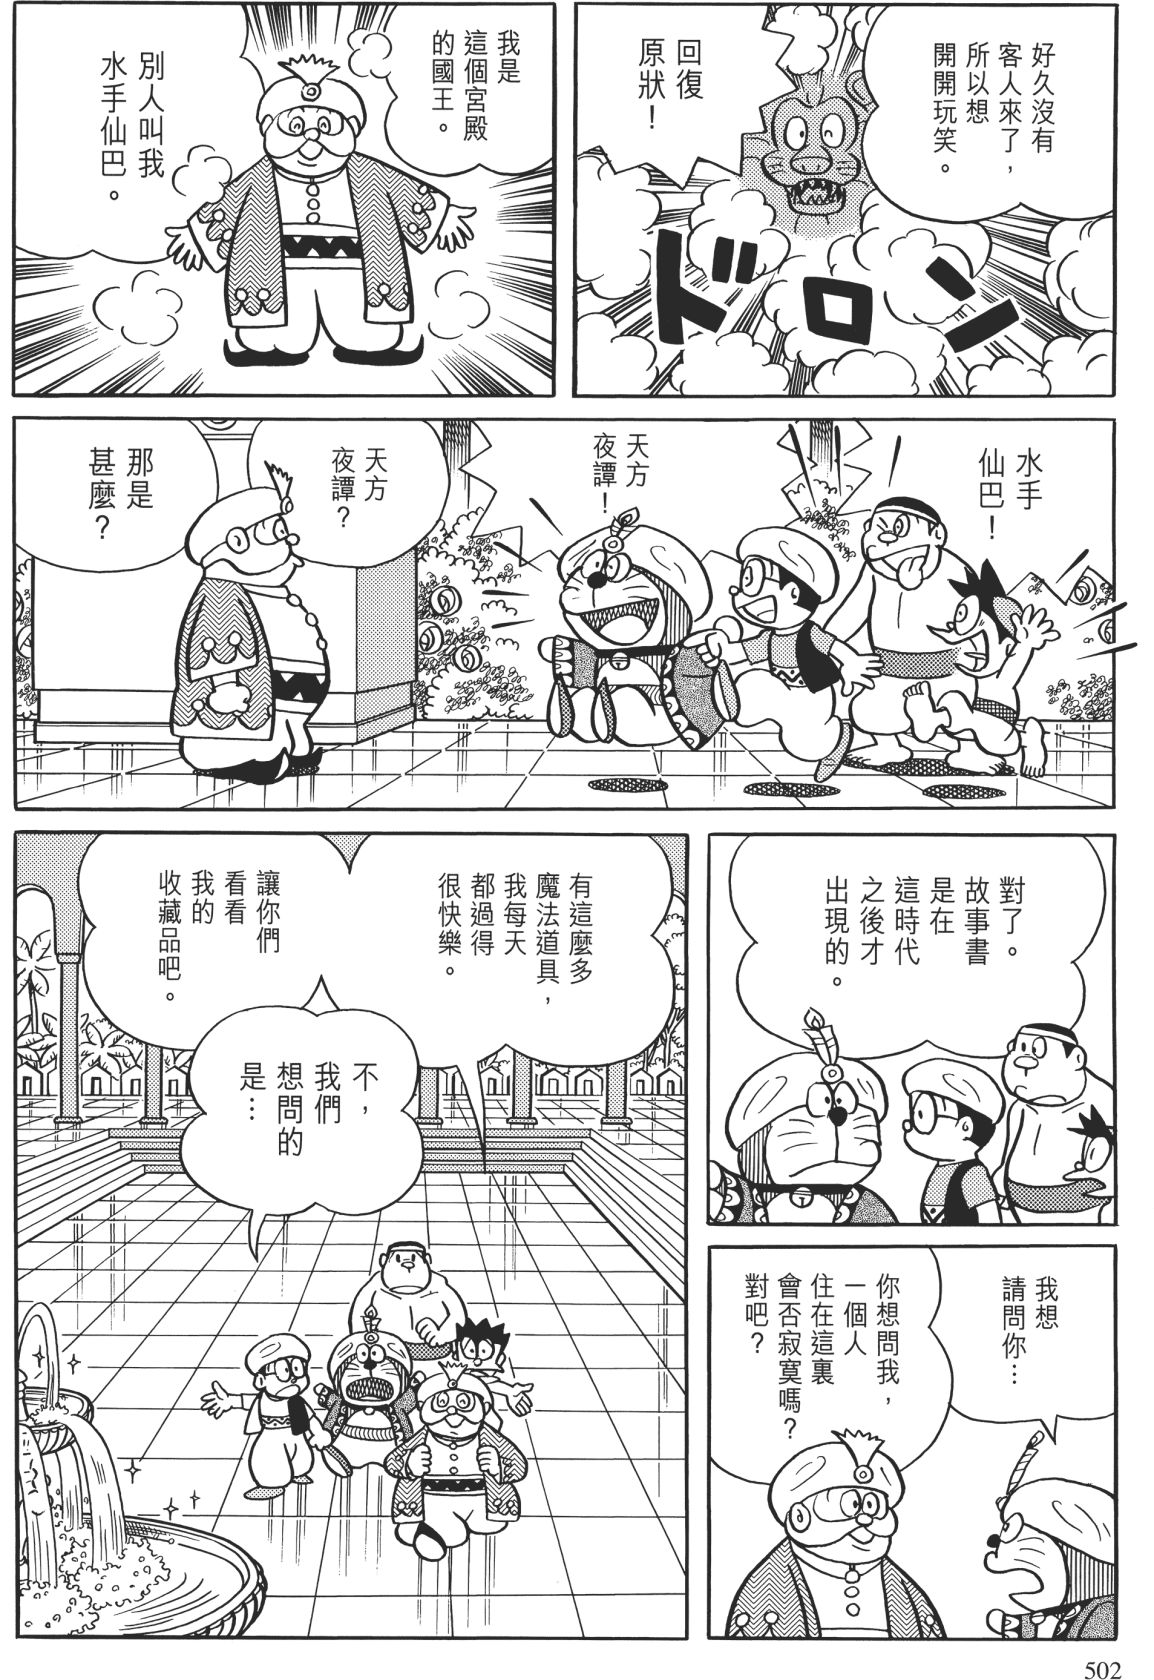 好久沒有
客人來了，
所以想
開開玩笑。
回復
原狀！
ドロン
我是
這個宮殿
的國王。
別人叫我
水手仙巴。
水手
仙巴！
天方
夜譚！
天方
夜譚？
那是
甚麼？
對了。
故事書
是在
這時代
之後才
出現的。
我想
請問你…
你想問我，
一個人
住在這裏
會否寂寞嗎？
對吧？
有這麼多
魔法道具，
我每天
都過得
很快樂。
讓你們
看看
我的
收藏品吧。
不，
我們
想問的
是…
502